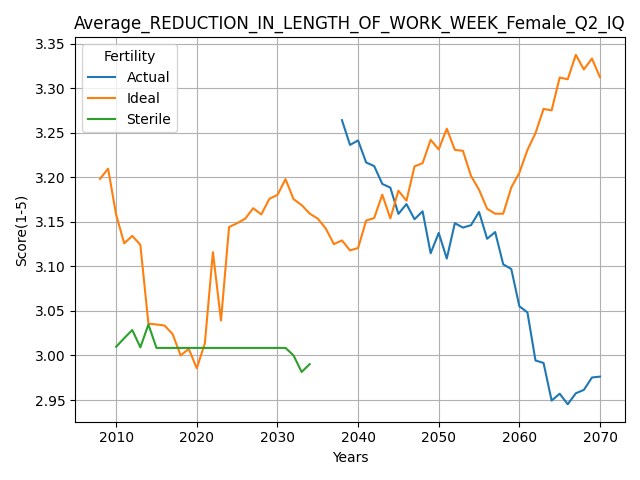 Average_REDUCTION_IN_LENGTH_OF_WORK_WEEK_Female_Q2_IQ
3.35
3.30
3.25
3.20
3.15
3.10
3.05
3.00
2.95
Score(1-5)
Fertility
Actual
Ideal
Sterile
2010 2020 2030 2040 2050 2060 2070
Years